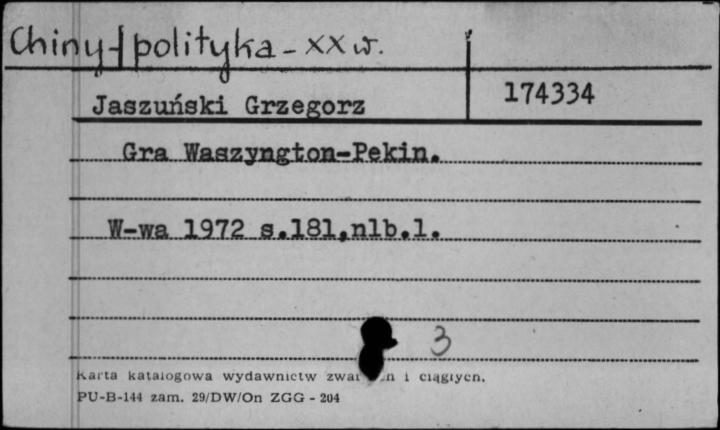 Chiny - polityka - XX w.
Jaszuński Grzegorz
174334
Gra Waszyngton-Pekin.
W-wa 1972 s.181,nlb.1.
3
Karta katalogowa wydawnictw i ciągłych.
PU-B-144 zam. 29/DW/On ZGG - 204